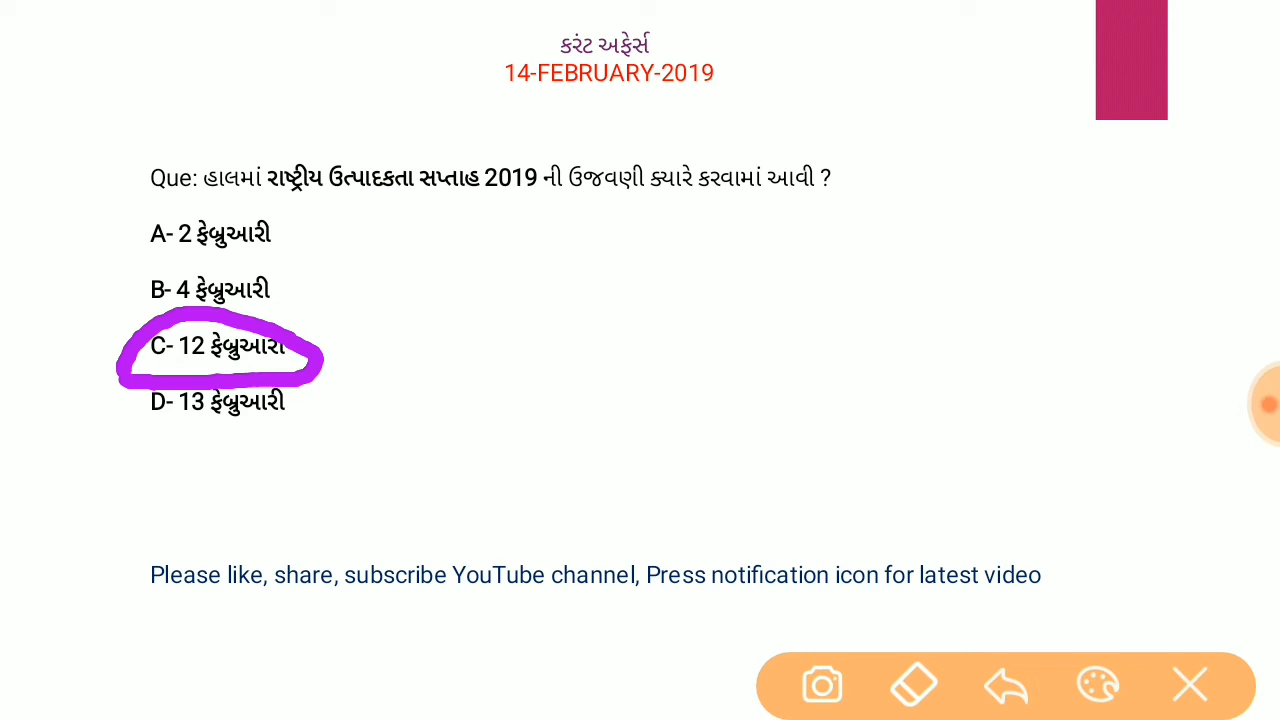 કરંટ અફેર્સ
14-FEBRUARY-2019
Que: હાલમાં રાષ્ટ્રીય ઉત્પાદકતા સપ્તાહ 2019 ની ઉજવણી ક્યારે કરવામાં આવી ?
A- 2 ફેબ્રુઆરી
B- 4 ફેબ્રુઆરી
C- 12 ફેબ્રુઆરી
D- 13 ફેબ્રુઆરી
Please like, share, subscribe YouTube channel, Press notification icon for latest video